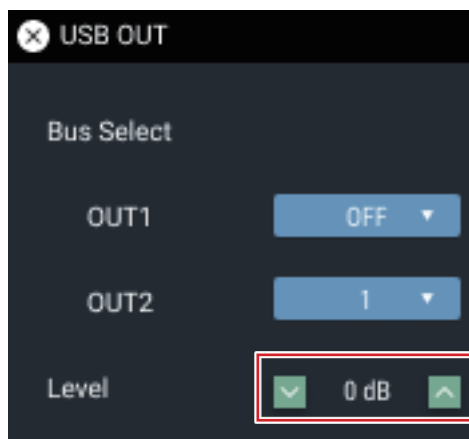 USB OUT
Bus Select
OUT1 OFF
OUT2 1
Level 0 dB